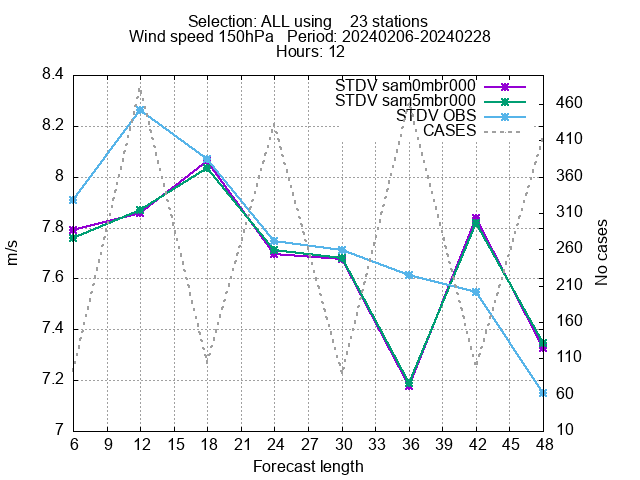 Selection: ALL using    23 stations
Wind speed 150hPa   Period: 20240206-20240228
Hours: 12
STDV sam0mbr000
STDV sam5mbr000
STDV OBS
CASES
8.4
8.2
8
7.8
7.6
7.4
7.2
7
m/s
460
410
360
310
260
210
160
110
60
10
No cases
6 9 12 15 18 21 24 27 30 33 36 39 42 45 48
Forecast length